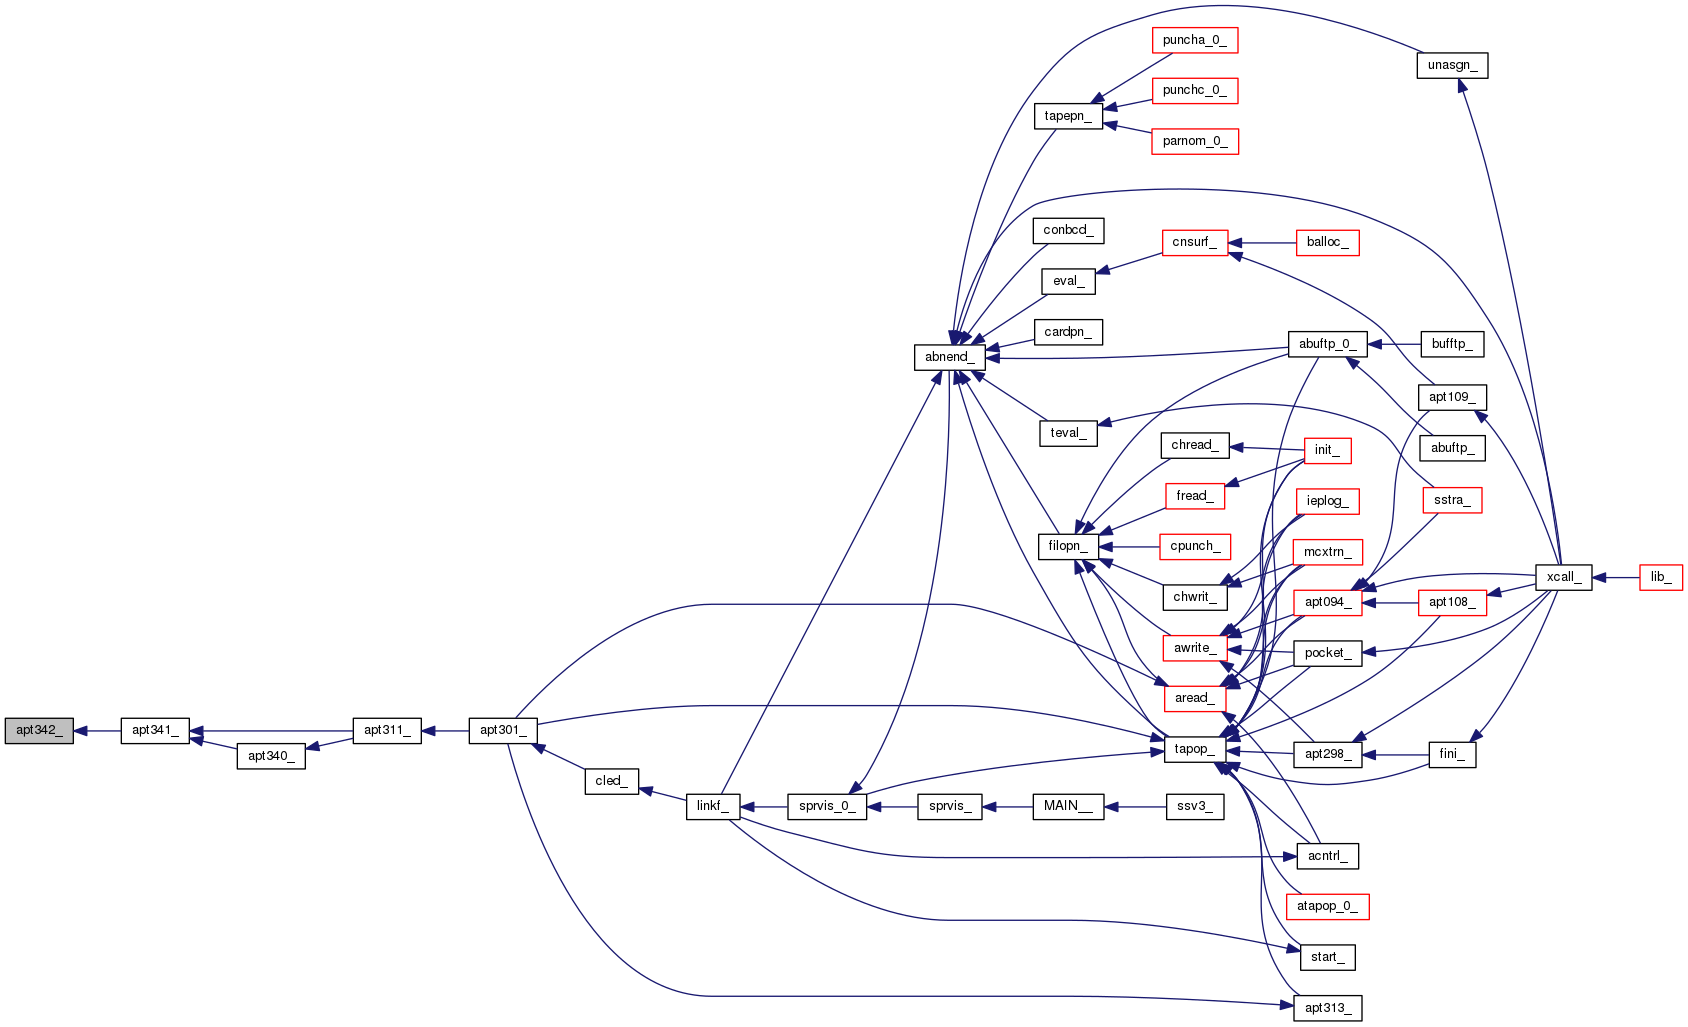 puncha_0_
unasgn_
punchc_0_
tapepn_
parnom_0_
conbcd_
cnsurf_
balloc_
eval_
cardpn_
abnend_
abuftp_0_
bufftp_
apt109_
teval_
chread_
init_
abuftp_
fread_
ieplog_
sstra_
filopn_
cpunch_
mcxtrn_
xcall_
lib_
chwrit_
apt094_
apt108_
awrite_
pocket_
aread_
apt342_
apt341_
apt311_
apt301_
apt340_
tapop_
apt298_
fini_
cled_
linkf_
sprvis_0_
sprvis_
MAIN__
ssv3_
acntrl_
atapop_0_
start_
apt313_